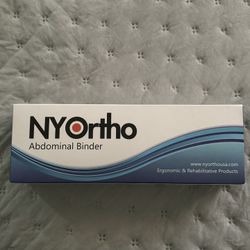 NYOrtho
Abdominal Binder
www.nyorthousa.com
Ergonomic & Rehabilitative Products